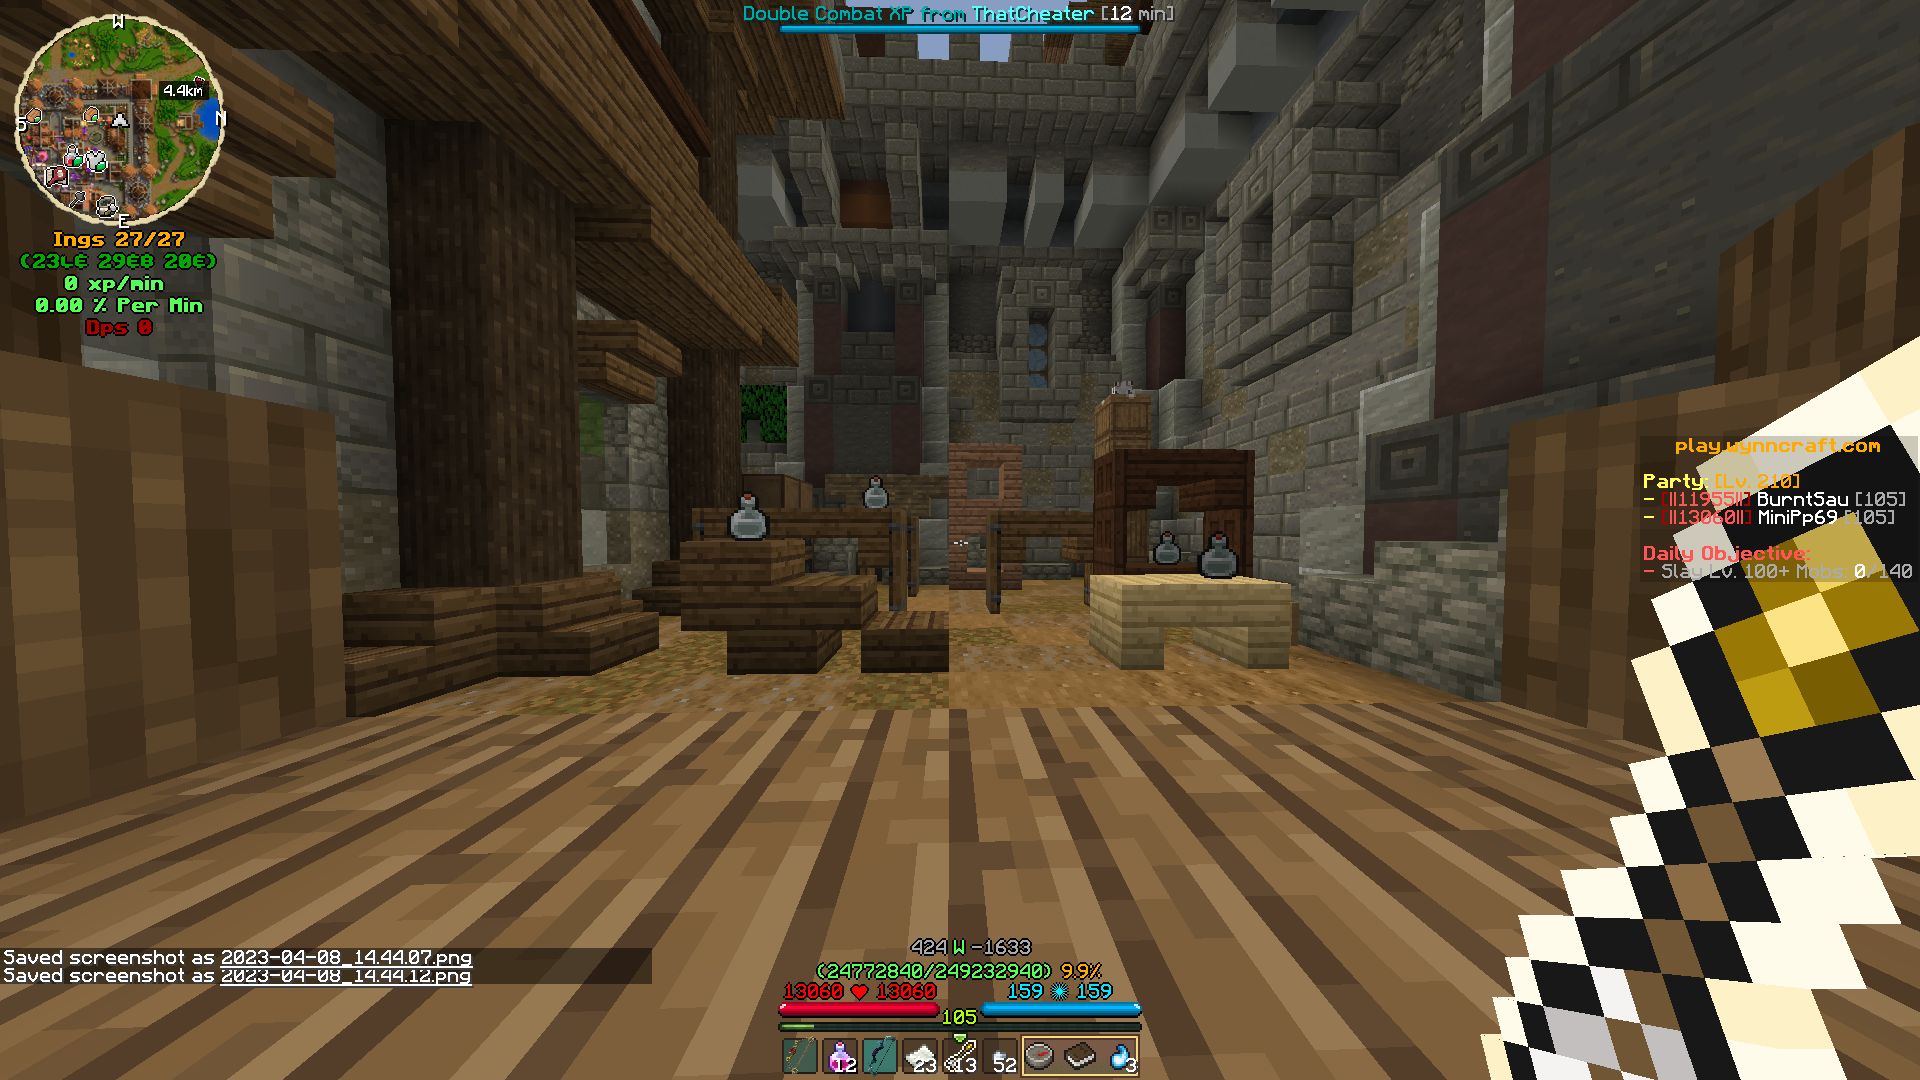 Double Combat XP from ThatCheater [12 min]
W
4.4km
S
N
E
Ings 27/27
0 xp/min
0.00 % Per Min
Dps 0
play.wynncraft.com
Party: [Lv. 210]
- [||11955||] BurntSau [105]
- [||13060||] MiniPp69 [105]
Daily Objective:
- Slay Lv. 100+ Mobs: 0/140
Saved screenshot as 2023-04-08_14.44.07.png
Saved screenshot as 2023-04-08_14.44.12.png
424 W -1633
(24772840/249232940) 9.9%
13060 ❤ 13060 159 159
105
12 23 13 52 3